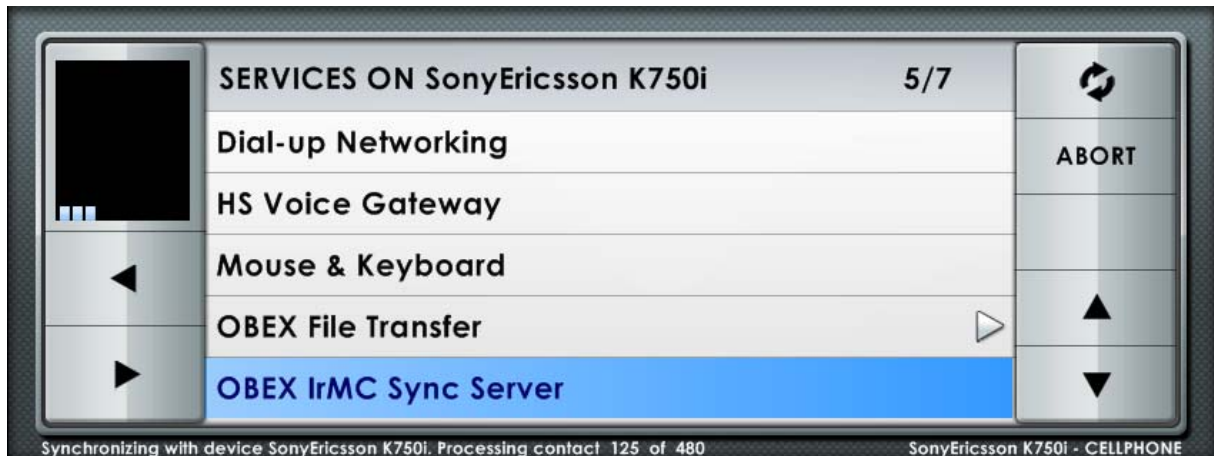 SERVICES ON SonyEricsson K750i 5/7
Dial-up Networking
ABORT
HS Voice Gateway
Mouse & Keyboard
OBEX File Transfer
OBEX IrMC Sync Server
Synchronizing with device SonyEricsson K750i. Processing contact 125 of 480
SonyEricsson K750i - CELLPHONE